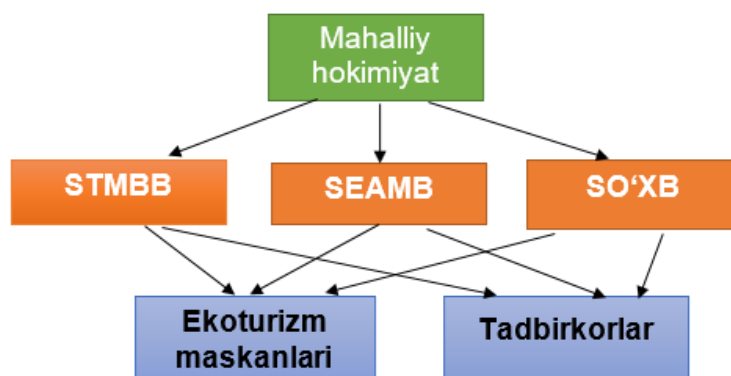 Mahalliy
hokimiyat
STMBB
SEAMB
SO‘XB
Ekoturizm
maskanlari
Tadbirkorlar